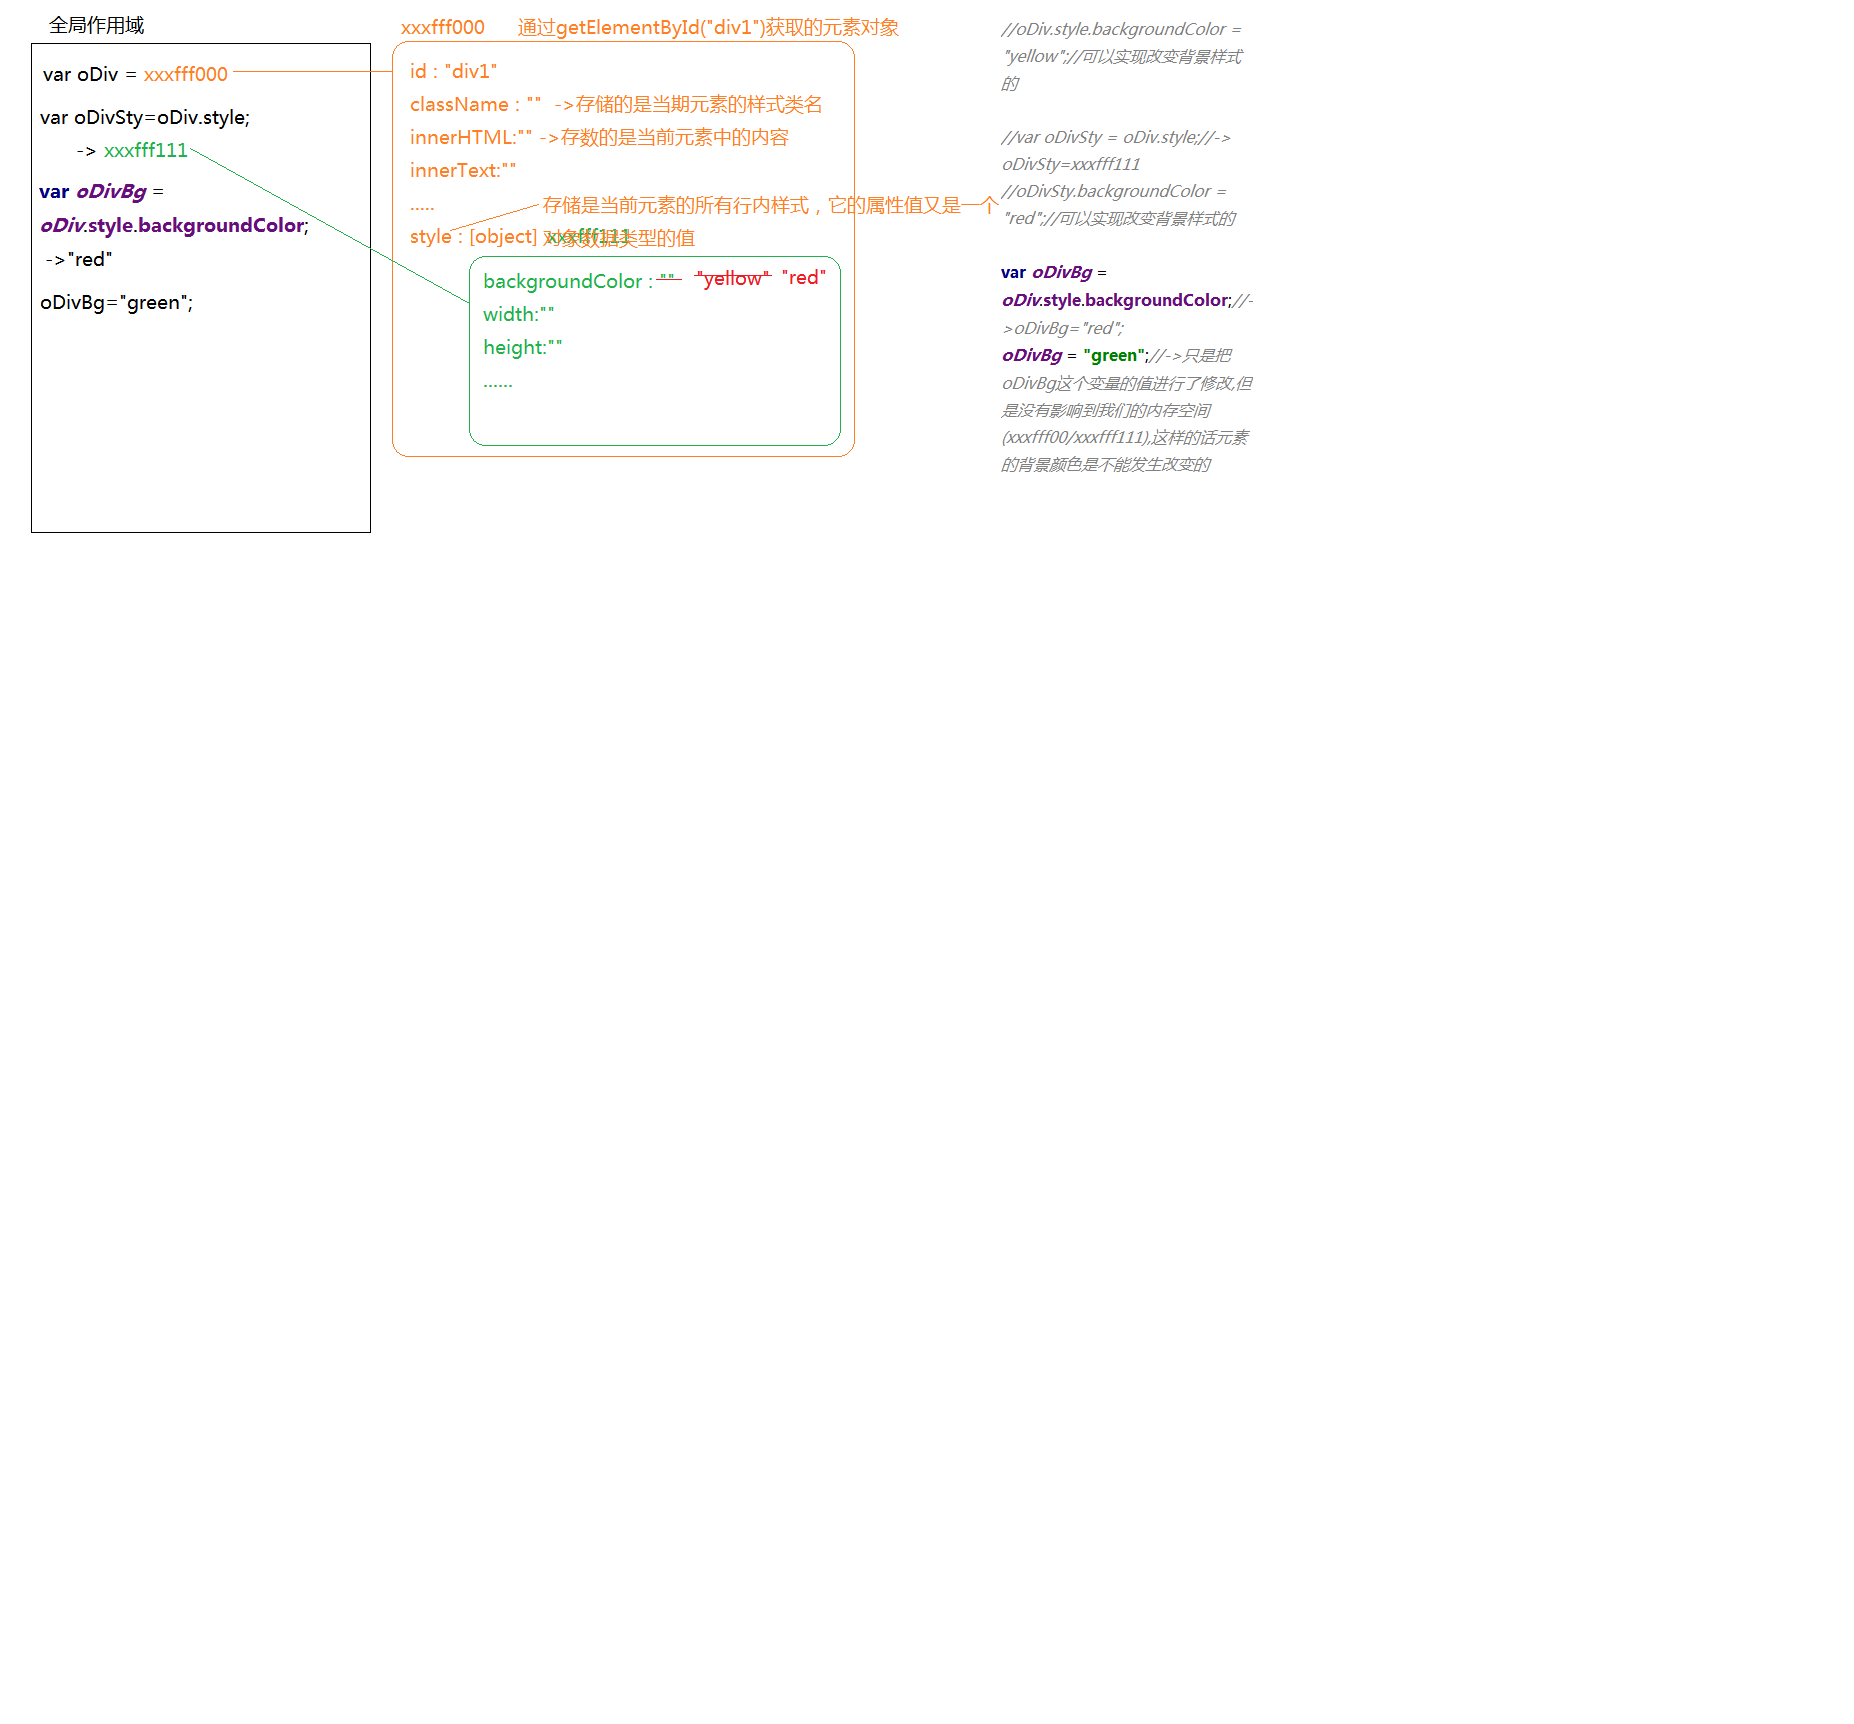 全局作用域
var oDiv = xxxfff000
var oDivSty=oDiv.style;
-> xxxfff111
var oDivBg =
oDiv.style.backgroundColor;
->"red"
oDivBg="green";
xxxfff000 通过getElementById("div1")获取的元素对象
id : "div1"
className : "" ->存储的是当期元素的样式类名
innerHTML:"" ->存数的是当前元素中的内容
innerText:""
.....
存储是当前元素的所有行内样式，它的属性值又是一个
style : [object] xxxfff111 对象数据类型的值
backgroundColor : "" "yellow" "red"
width:""
height:""
......
//oDiv.style.backgroundColor =
"yellow";//可以实现改变背景样式
的
//var oDivSty = oDiv.style;//->
oDivSty=xxxfff111
//oDivSty.backgroundColor =
"red";//可以实现改变背景样式的
var oDivBg =
oDiv.style.backgroundColor;//-
>oDivBg="red";
oDivBg = "green";//->只是把
oDivBg这个变量的值进行了修改,但
是没有影响到我们的内存空间
(xxxfff00/xxxfff111),这样的话元素
的背景颜色是不能发生改变的